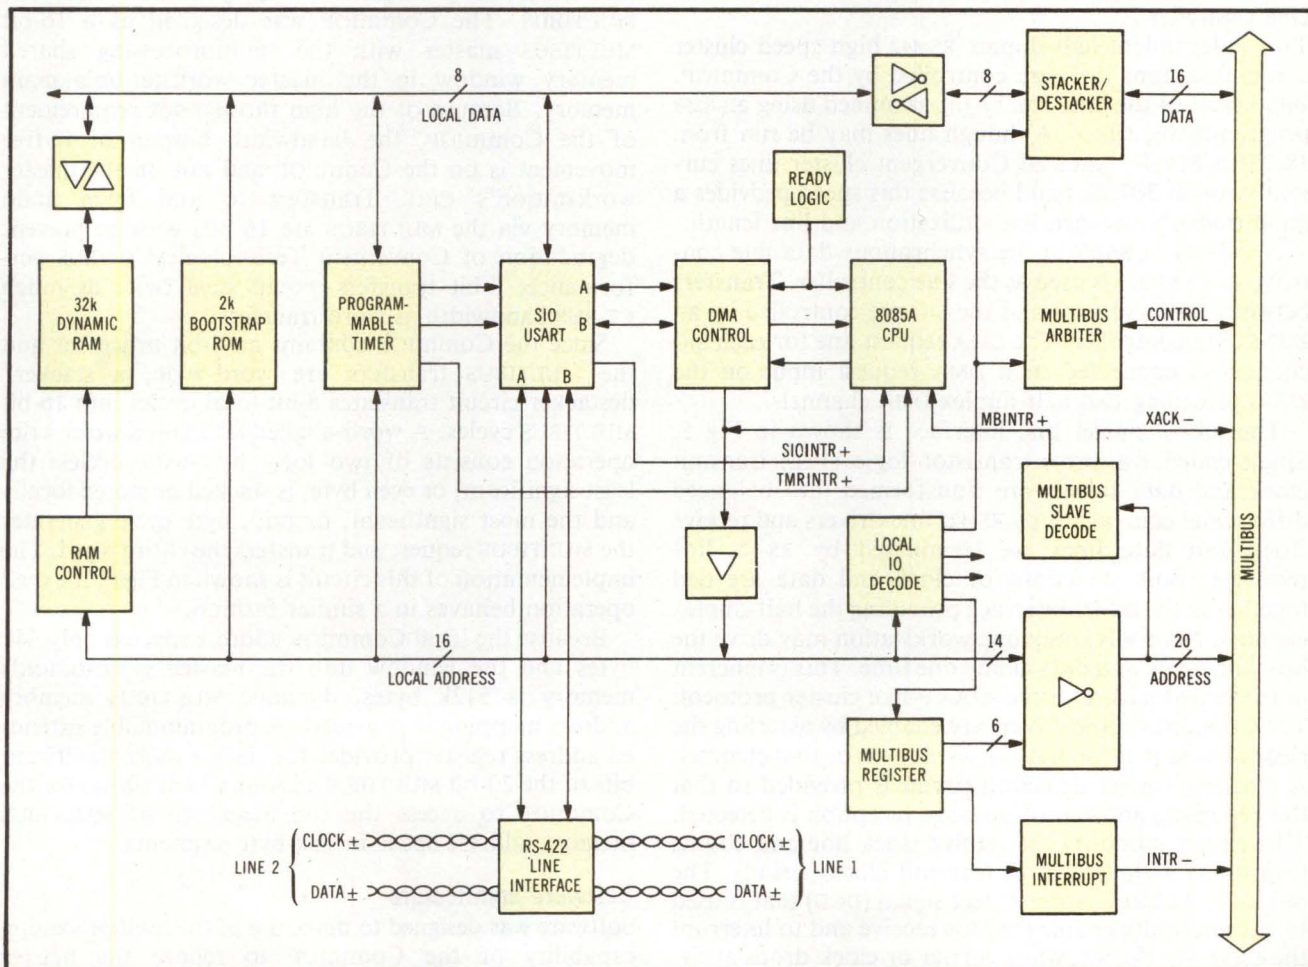 8
LOCAL DATA
8
STACKER/
DESTACKER
16
DATA
READY
LOGIC
32k
DYNAMIC
RAM
2k
BOOTSTRAP
ROM
PROGRAM-
MABLE
TIMER
SIO
USART
A
B
A B
DMA
CONTROL
8085A
CPU
MULTIBUS
ARBITER
CONTROL
MBINTR+
XACK−
SIOINTR+
TMRINTR+
MULTIBUS
SLAVE
DECODE
MULTIBUS
RAM
CONTROL
LOCAL
IO
DECODE
16
LOCAL ADDRESS
14
20
ADDRESS
6
MULTIBUS
REGISTER
LINE 2
CLOCK ±
DATA ±
RS-422
LINE
INTERFACE
CLOCK ±
DATA ±
LINE 1
MULTIBUS
INTERRUPT
INTR−